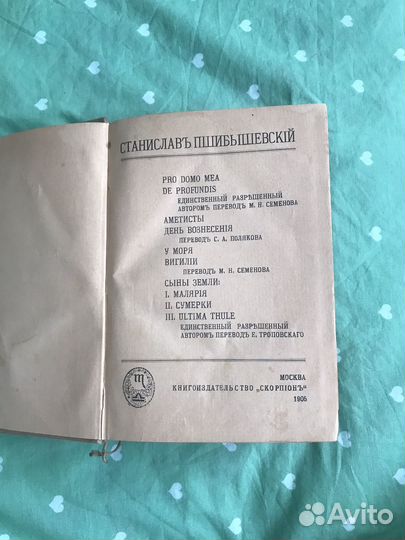 СТАНИСЛАВЪ ПШИБЫШЕВСКІЙ
PRO DOMO MEA
DE PROFUNDIS
ЕДИНСТВЕННЫЙ РАЗРѢШЕННЫЙ
АВТОРОМЪ ПЕРЕВОДЪ М. Н. СЕМЕНОВА
АМЕТИСТЫ
ДЕНЬ ВОЗНЕСЕНІЯ
ПЕРЕВОДЪ С. А. ПОЛЯКОВА
У МОРЯ
ВИГИЛІИ
ПЕРЕВОДЪ М. Н. СЕМЕНОВА
СЫНЫ ЗЕМЛИ:
I. МАЛЯРІЯ
II. СУМЕРКИ
III. ULTIMA THULE
ЕДИНСТВЕННЫЙ РАЗРѢШЕННЫЙ
АВТОРОМЪ ПЕРЕВОДЪ Е. ТРОПОВСКАГО
МОСКВА
КНИГОИЗДАТЕЛЬСТВО „СКОРПІОНЪ“
1905
Avito